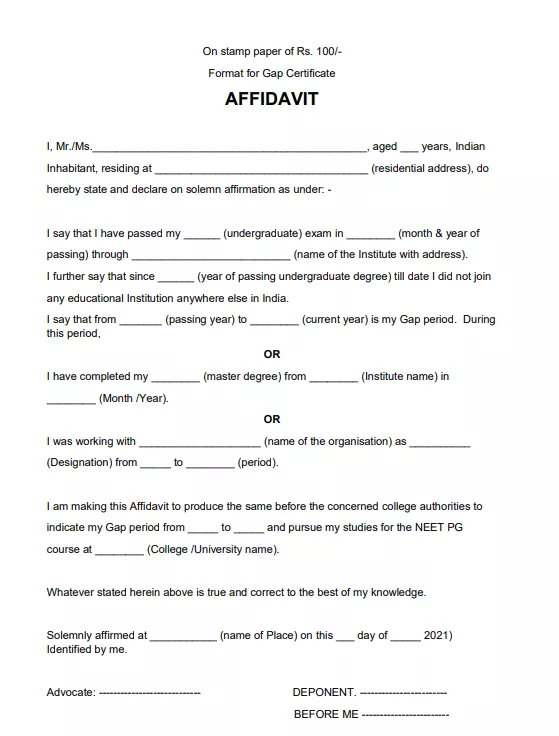 On stamp paper of Rs. 100/-
Format for Gap Certificate
AFFIDAVIT
I, Mr./Ms.____________________________________________, aged ___ years, Indian
Inhabitant, residing at ___________________________________ (residential address), do
hereby state and declare on solemn affirmation as under: -
I say that I have passed my ______ (undergraduate) exam in ________ (month & year of
passing) through __________________________ (name of the Institute with address).
I further say that since ______ (year of passing undergraduate degree) till date I did not join
any educational Institution anywhere else in India.
I say that from _______ (passing year) to ________ (current year) is my Gap period.  During
this period,
OR
I have completed my ________ (master degree) from ________ (Institute name) in
________ (Month /Year).
OR
I was working with ____________________ (name of the organisation) as __________
(Designation) from _____ to ________ (period).
I am making this Affidavit to produce the same before the concerned college authorities to
indicate my Gap period from _____ to _____ and pursue my studies for the NEET PG
course at ________ (College /University name).
Whatever stated herein above is true and correct to the best of my knowledge.
Solemnly affirmed at ___________ (name of Place) on this ___ day of _____ 2021)
Identified by me.
Advocate: ---------------------------- DEPONENT. ------------------------
BEFORE ME ------------------------